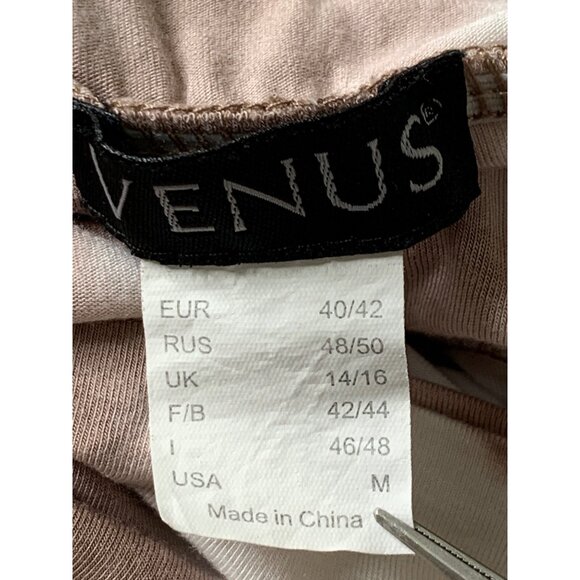 VENUS®
EUR 40/42
RUS 48/50
UK 14/16
F/B 42/44
I 46/48
USA M
Made in China